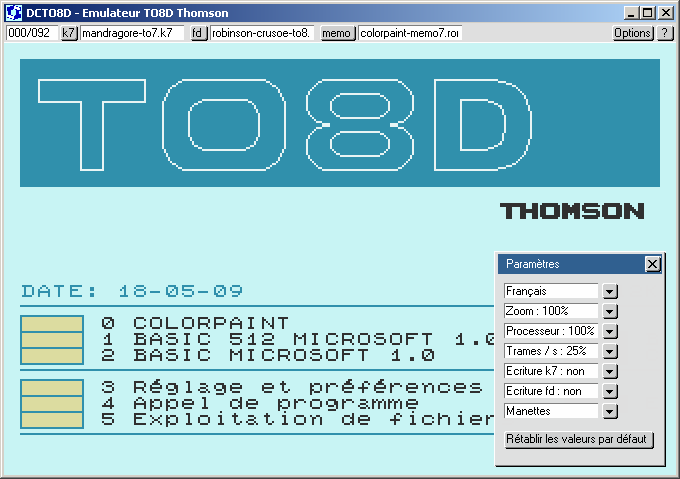 DCTO8D - Emulateur TO8D Thomson
000/092 k7 mandragore-to7.k7 fd robinson-crusoe-to8. memo colorpaint-memo7.ro Options ?
TO8D
THOMSON
Paramètres
DATE: 18-05-09
Français
Zoom : 100%
0 COLORPAINT
1 BASIC 512 MICROSOFT 1.0
Processeur : 100%
2 BASIC MICROSOFT 1.0
Trames / s : 25%
Ecriture k7 : non
3 Réglage et préférences
Ecriture fd : non
4 Appel de programme
Manettes
5 Exploitation de fichier
Rétablir les valeurs par défaut